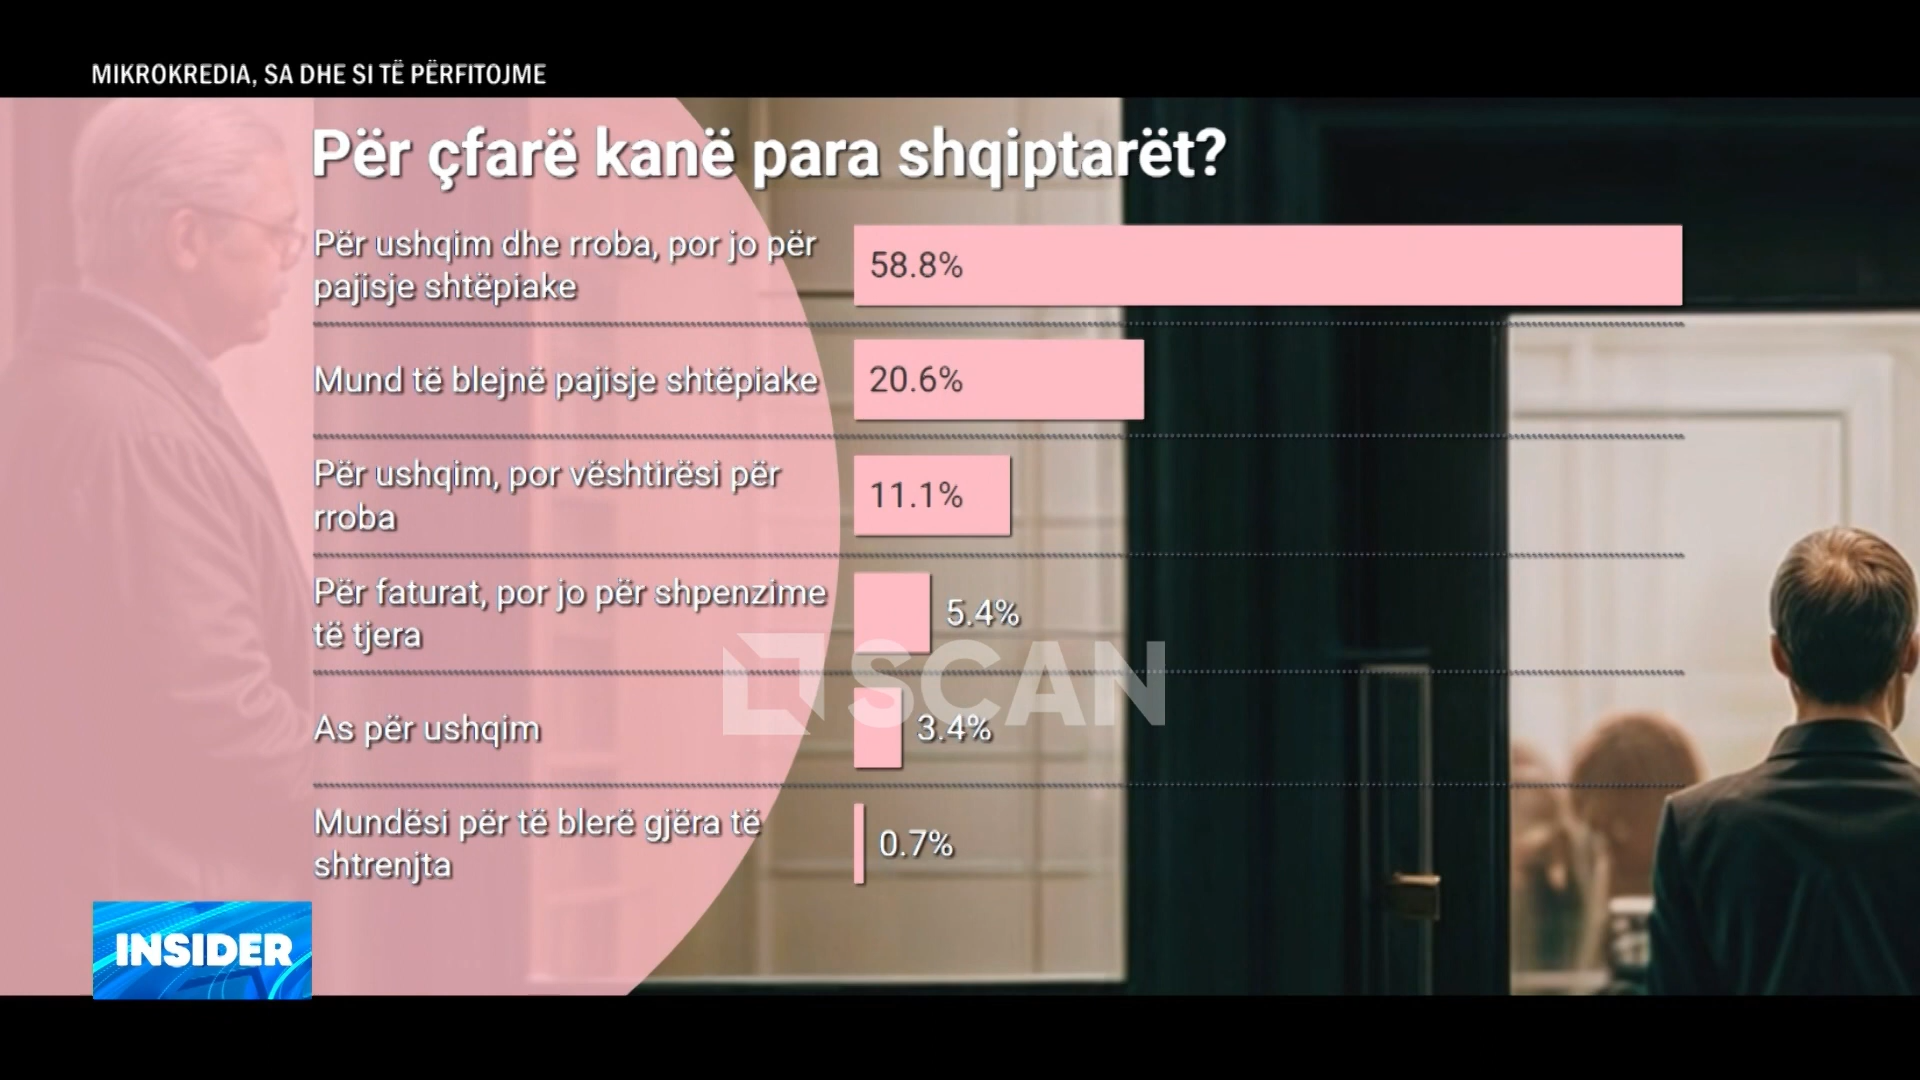 MIKROKREDIA, SA DHE SI TË PËRFITOJME
Për çfarë kanë para shqiptarët?
Për ushqim dhe rroba, por jo për
pajisje shtëpiake
58.8%
Mund të blejnë pajisje shtëpiake
20.6%
Për ushqim, por vështirësi për
rroba
11.1%
Për faturat, por jo për shpenzime
të tjera
5.4%
SCAN
As për ushqim
3.4%
Mundësi për të blerë gjëra të
shtrenjta
0.7%
INSIDER